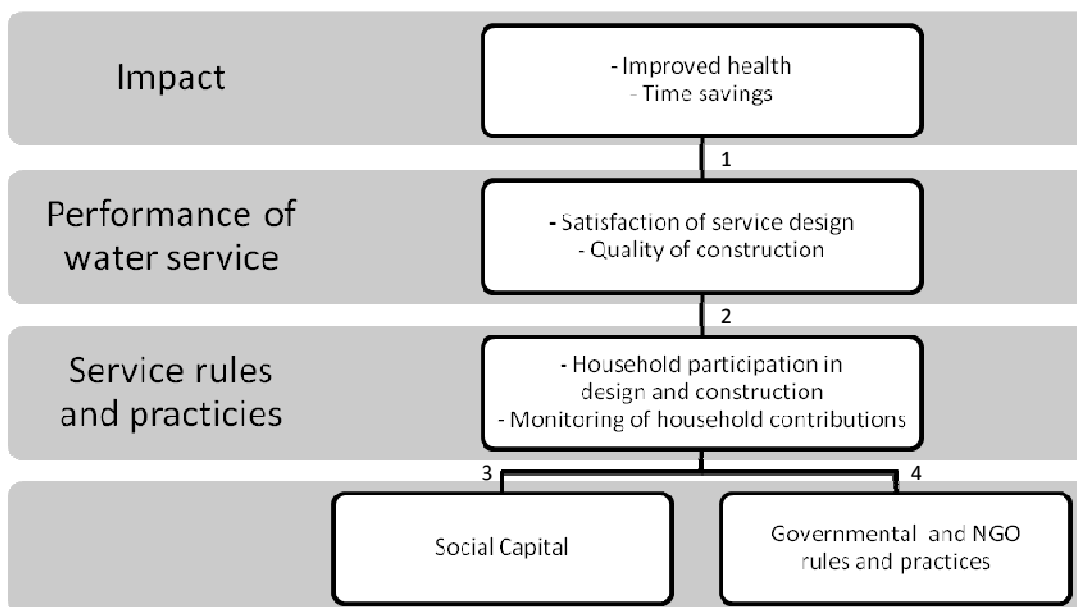 Impact
- Improved health
- Time savings
1
Performance of
water service
- Satisfaction of service design
- Quality of construction
2
Service rules
and practicies
- Household participation in
design and construction
- Monitoring of household contributions
3
4
Social Capital
Governmental and NGO
rules and practices